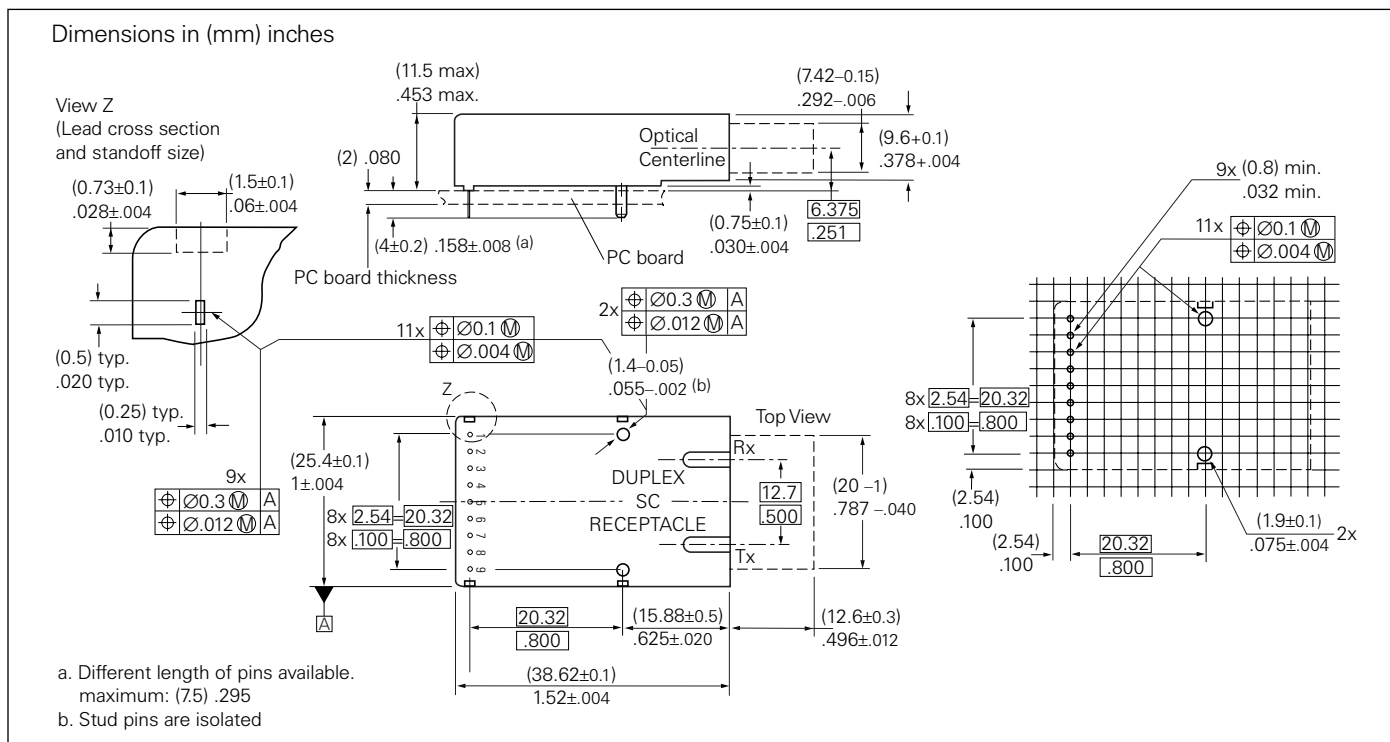 Dimensions in (mm) inches
View Z
(Lead cross section
and standoff size)
(0.73±0.1)
.028±.004
(1.5±0.1)
.06±.004
(0.5) typ.
.020 typ.
(0.25) typ.
.010 typ.
(11.5 max)
.453 max.
(2) .080
(4±0.2) .158±.008 (a)
PC board thickness
PC board
Optical
Centerline
(7.42–0.15)
.292–.006
(9.6+0.1)
.378+.004
(0.75±0.1)
.030±.004
6.375
.251
2x
⌖ Ø0.3 Ⓜ A
⌖ Ø.012 Ⓜ A
11x
⌖ Ø0.1 Ⓜ
⌖ Ø.004 Ⓜ
(1.4–0.05)
.055–.002 (b)
9x
⌖ Ø0.3 Ⓜ A
⌖ Ø.012 Ⓜ A
Z
(25.4±0.1)
1±.004
A
8x 2.54=20.32
8x .100=.800
1
2
3
4
5
6
7
8
9
DUPLEX
SC
RECEPTACLE
Rx
Tx
Top View
12.7
.500
(20 –1)
.787 –.040
20.32
.800
(15.88±0.5)
.625±.020
(12.6±0.3)
.496±.012
(38.62±0.1)
1.52±.004
9x (0.8) min.
.032 min.
11x
⌖ Ø0.1 Ⓜ
⌖ Ø.004 Ⓜ
8x 2.54=20.32
8x .100=.800
(2.54)
.100
(2.54)
.100
20.32
.800
(1.9±0.1)
.075±.004
2x
a. Different length of pins available.
maximum: (7.5) .295
b. Stud pins are isolated